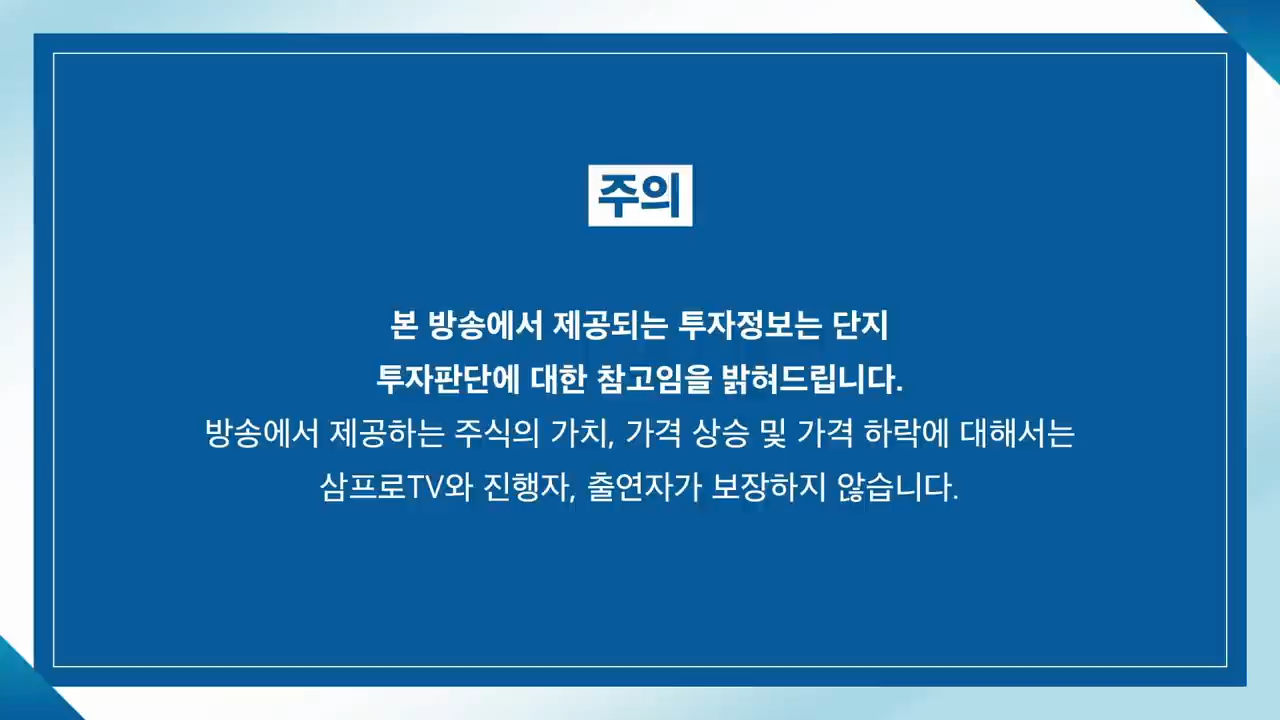 주의
본 방송에서 제공되는 투자정보는 단지
투자판단에 대한 참고임을 밝혀드립니다.
방송에서 제공하는 주식의 가치, 가격 상승 및 가격 하락에 대해서는
삼프로TV와 진행자, 출연자가 보장하지 않습니다.